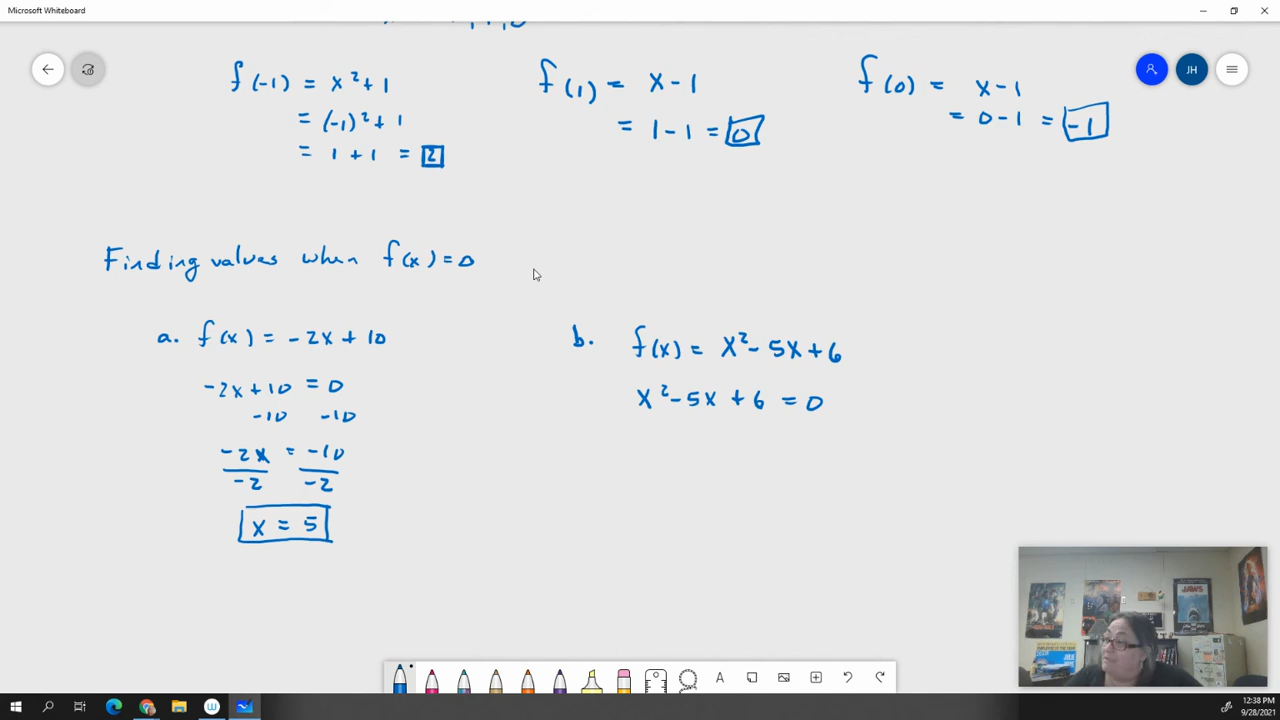 Microsoft Whiteboard
JH
f(-1) = x²+1
= (-1)²+1
= 1+1 = 2
f(1) = x-1
= 1-1 = 0
f(0) = x-1
= 0-1 = -1
Finding values when f(x)=0
a. f(x) = -2x+10
-2x+10 = 0
-10 -10
-2x = -10
-2 -2
x = 5
b. f(x) = x²-5x+6
x²-5x+6 = 0
JAWS
A
12:38 PM
9/28/2021